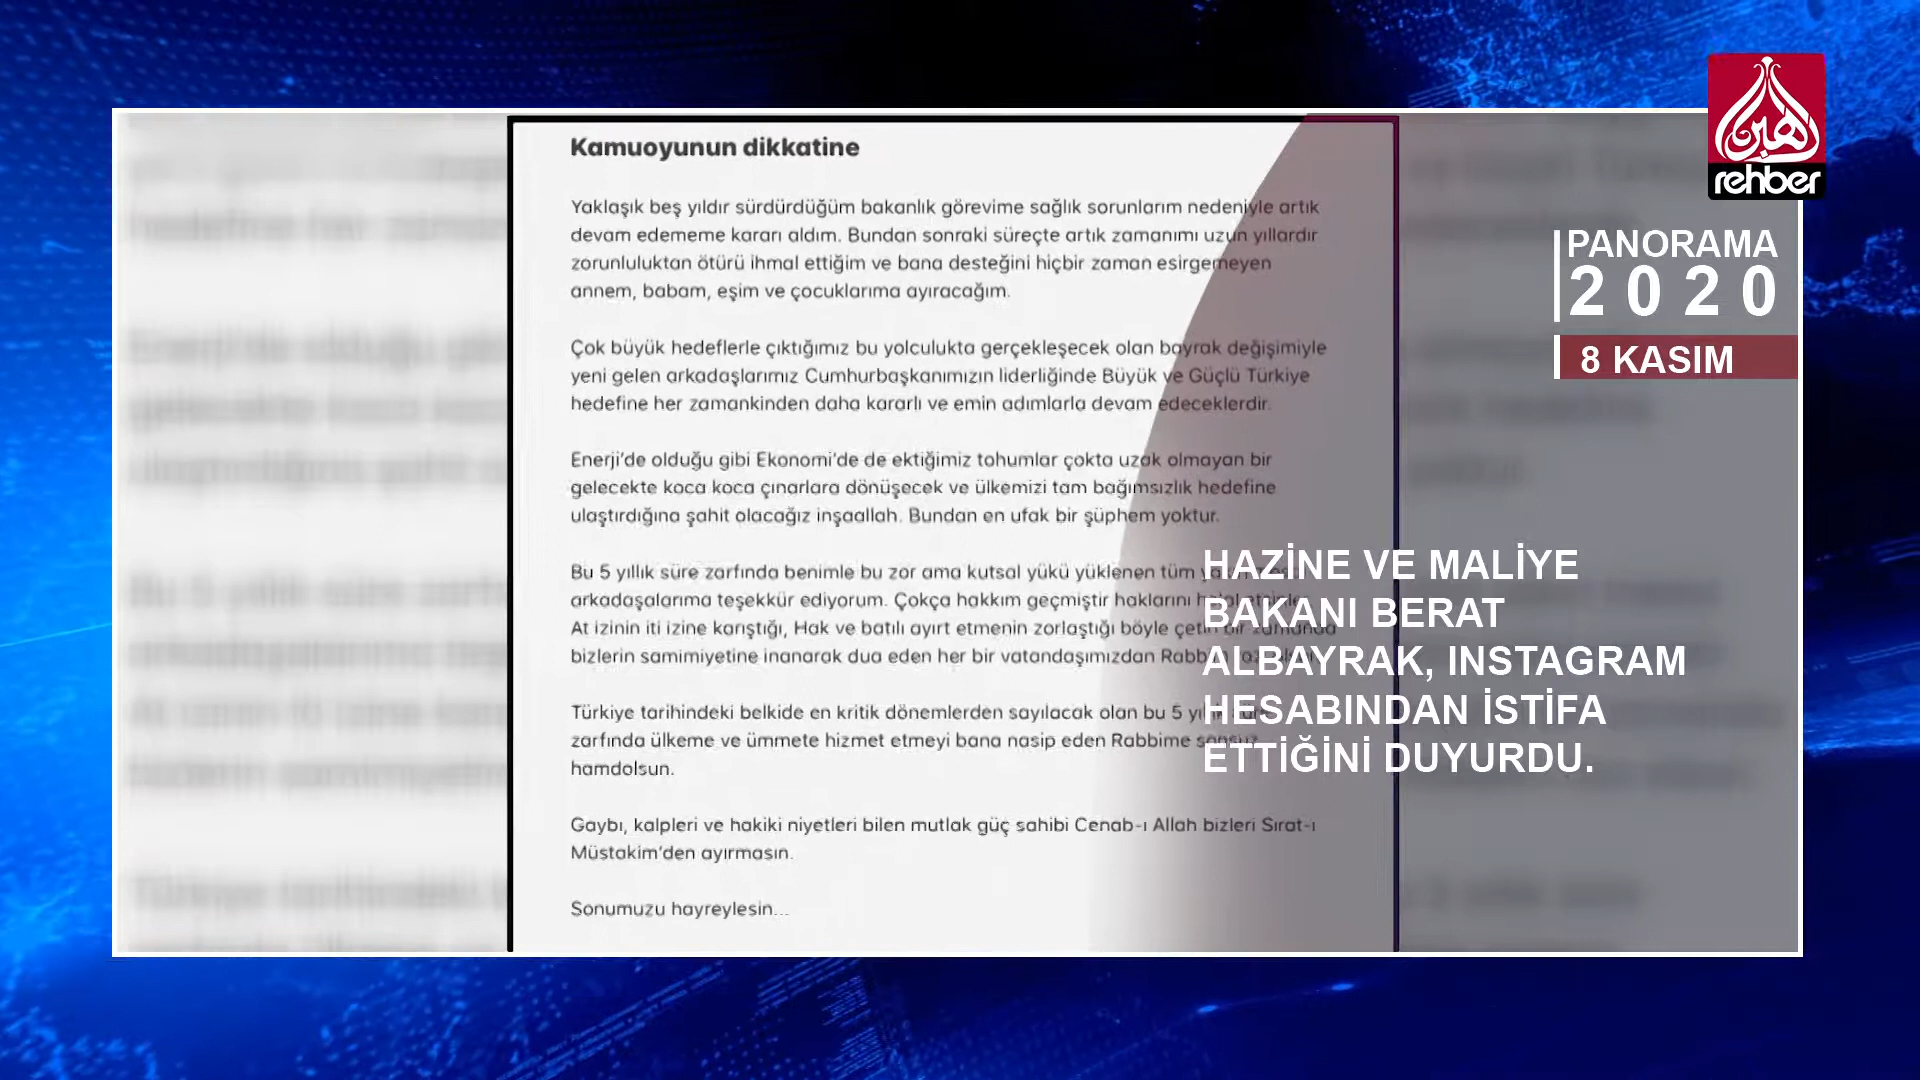 Kamuoyunun dikkatine
Yaklaşık beş yıldır sürdürdüğüm bakanlık görevime sağlık sorunlarım nedeniyle artık
devam edememe kararı aldım. Bundan sonraki süreçte artık zamanımı uzun yıllardır
zorunluluktan ötürü ihmal ettiğim ve bana desteğini hiçbir zaman esirgemeyen
annem, babam, eşim ve çocuklarıma ayıracağım.
Çok büyük hedeflerle çıktığımız bu yolculukta gerçekleşecek olan bayrak değişimiyle
yeni gelen arkadaşlarımız Cumhurbaşkanımızın liderliğinde Büyük ve Güçlü Türkiye
hedefine her zamankinden daha kararlı ve emin adımlarla devam edeceklerdir.
Enerji'de olduğu gibi Ekonomi'de de ektiğimiz tohumlar çokta uzak olmayan bir
gelecekte koca koca çınarlara dönüşecek ve ülkemizi tam bağımsızlık hedefine
ulaştırdığına şahit olacağız inşaallah. Bundan en ufak bir şüphem yoktur.
Bu 5 yıllık süre zarfında benimle bu zor ama kutsal yükü yüklenen tüm
arkadaşalarıma teşekkür ediyorum. Çokça hakkım geçmiştir haklarını
At izinin iti izine karıştığı, Hak ve batılı ayırt etmenin zorlaştığı böyle çetin bir zamanda
bizlerin samimiyetine inanarak dua eden her bir vatandaşımızdan
Türkiye tarihindeki belkide en kritik dönemlerden sayılacak olan bu 5
zarfında ülkeme ve ümmete hizmet etmeyi bana nasip eden Rabbime sonsuz
hamdolsun.
Gaybı, kalpleri ve hakiki niyetleri bilen mutlak güç sahibi Cenab-ı Allah bizleri Sırat-ı
Müstakim'den ayırmasın.
Sonumuzu hayreylesin...
رهبر
rehber
PANORAMA
2020
8 KASIM
HAZİNE VE MALİYE
BAKANI BERAT
ALBAYRAK, INSTAGRAM
HESABINDAN İSTİFA
ETTİĞİNİ DUYURDU.